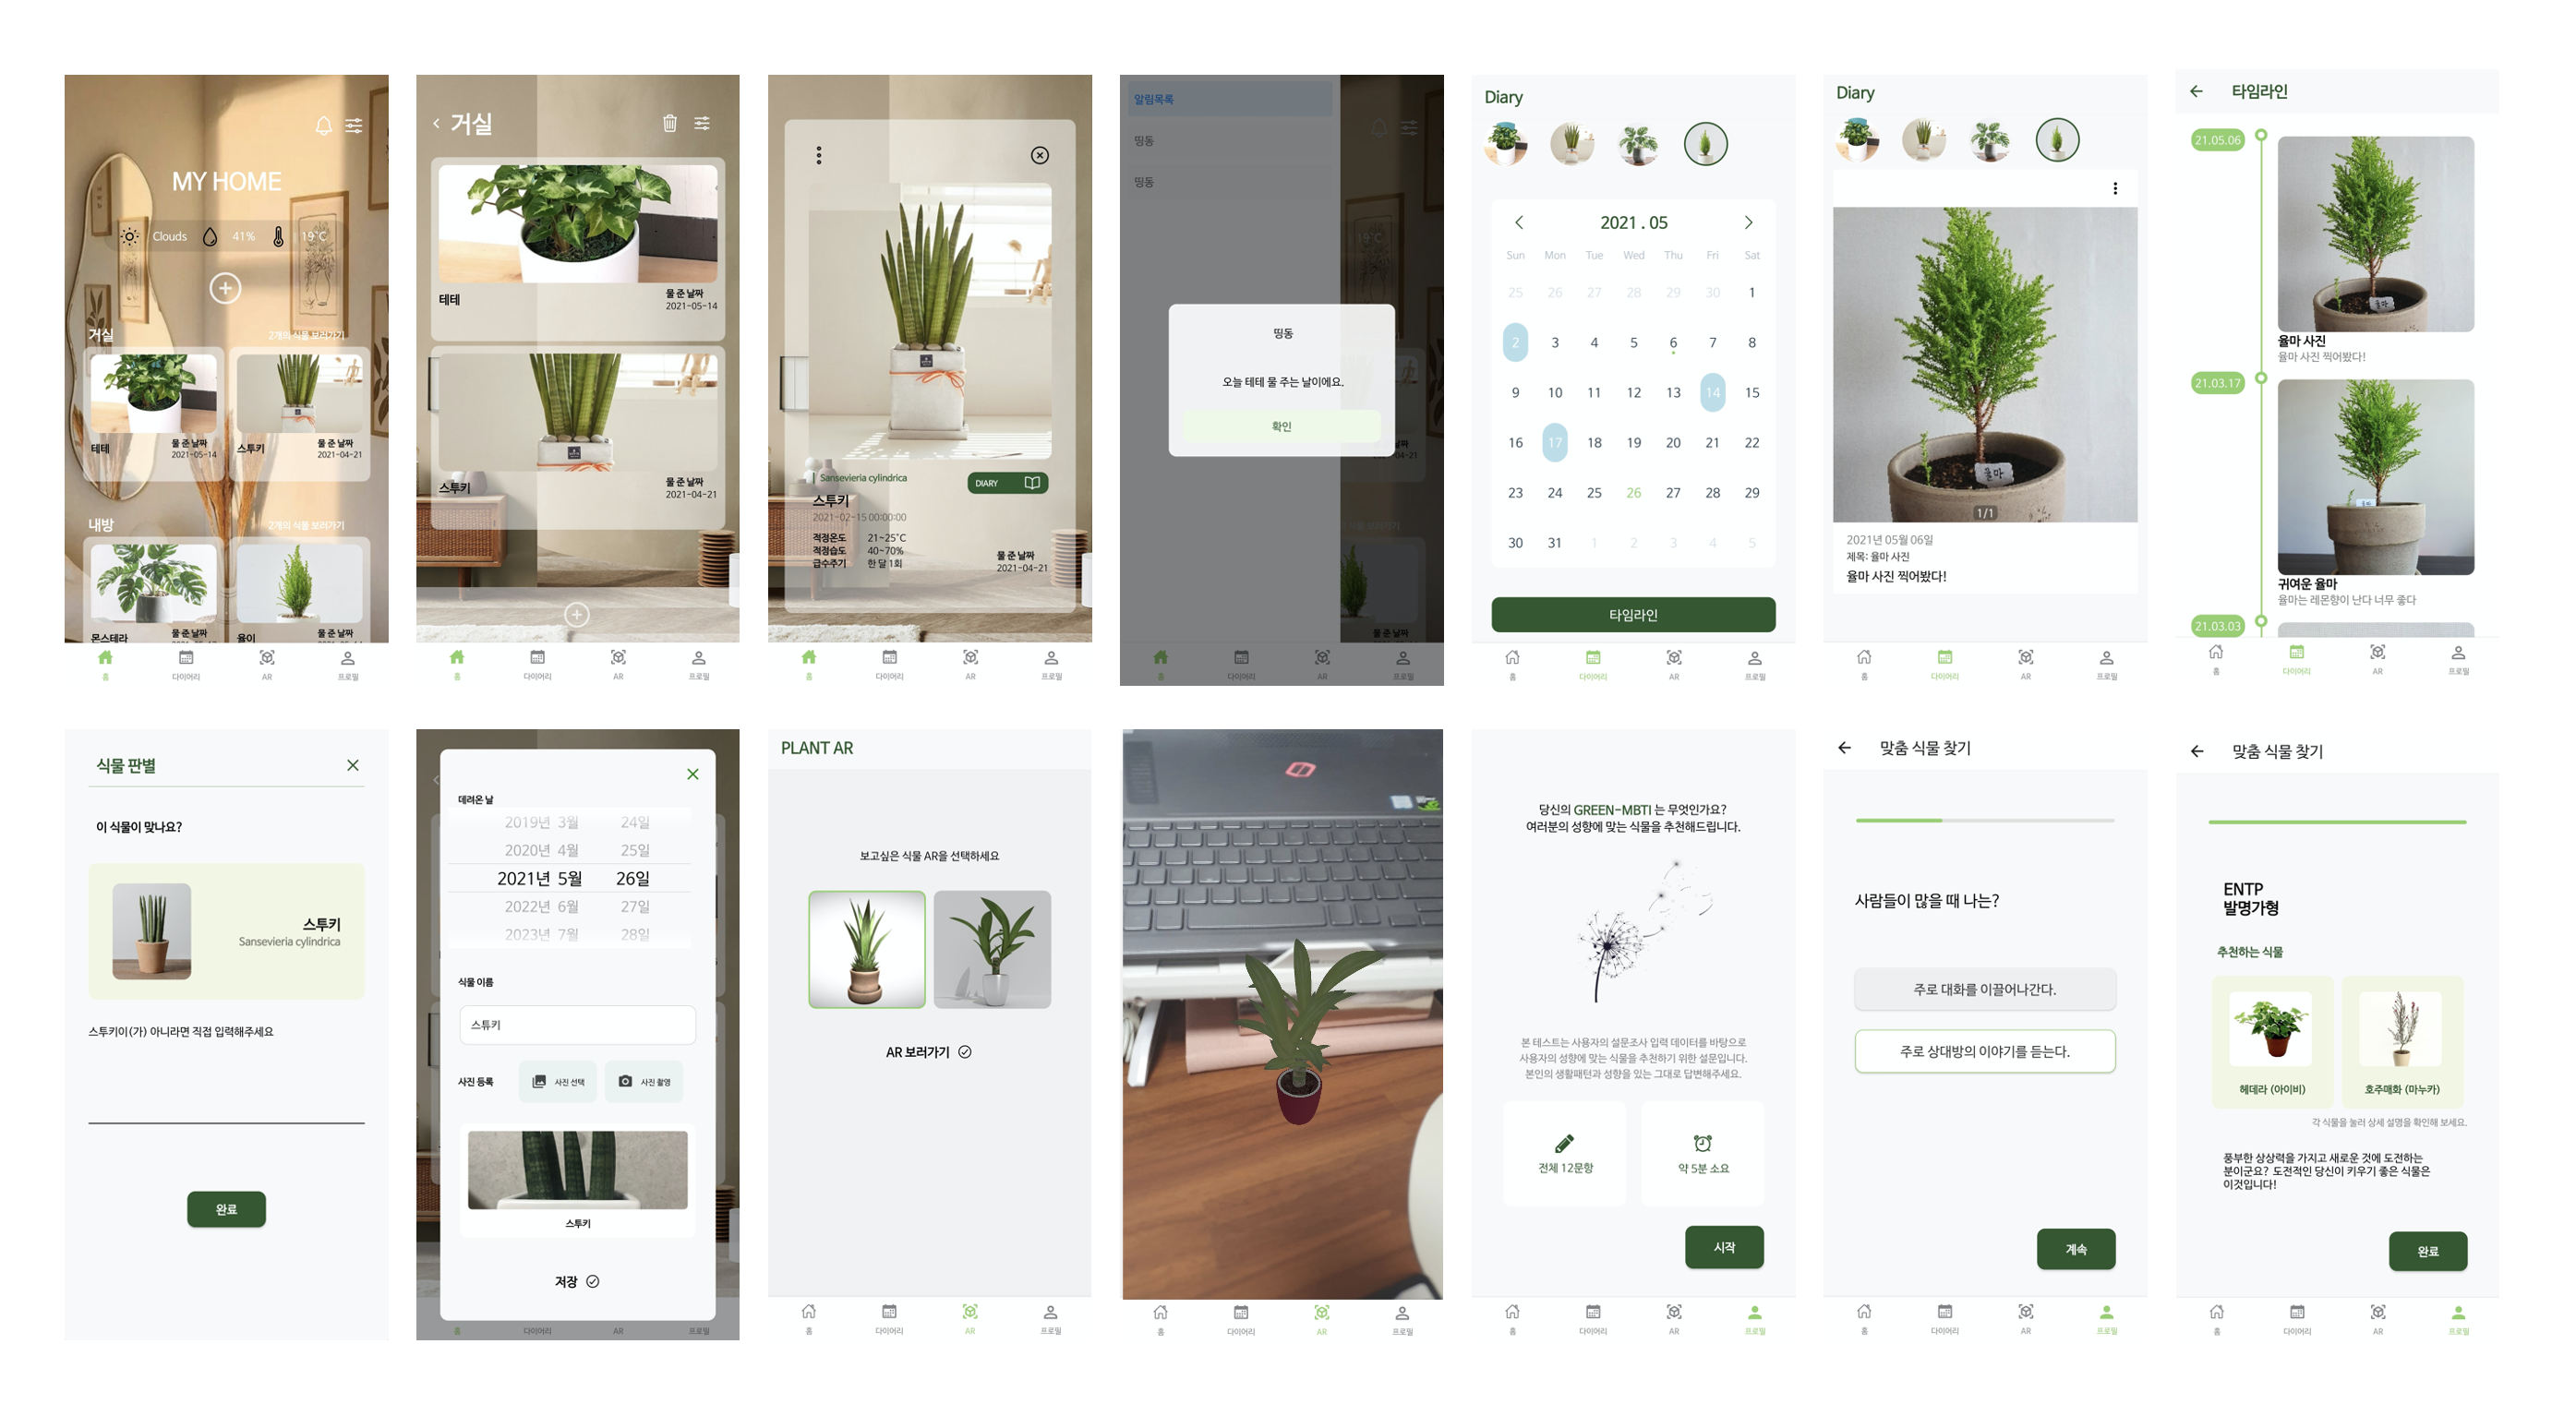 MY HOME
Clouds 41% 19°C
거실 2개의 식물 보러가기
테테 물 준 날짜 2021-05-14
스투키 물 준 날짜 2021-04-21
내방 2개의 식물 보러가기
몬스테라 물 준 날짜
율이 물 준 날짜
홈 다이어리 AR 프로필
거실
테테 물 준 날짜
2021-05-14
스투키 물 준 날짜
2021-04-21
홈 다이어리 AR 프로필
Sansevieria cylindrica
DIARY
스투키
2021-02-15 00:00:00
적정온도 21~25°C
적정습도 40~70%
급수주기 한 달 1회
물 준 날짜
2021-04-21
홈 다이어리 AR 프로필
알림목록
띵동
띵동
19°C
띵동
오늘 테테 물 주는 날이에요.
확인
물 준 날짜
홈 다이어리 AR 프로필
Diary
2021 . 05
Sun Mon Tue Wed Thu Fri Sat
25 26 27 28 29 30 1
2 3 4 5 6 7 8
9 10 11 12 13 14 15
16 17 18 19 20 21 22
23 24 25 26 27 28 29
30 31 1 2 3 4 5
타임라인
홈 다이어리 AR 프로필
Diary
율마
1/1
2021년 05월 06일
제목: 율마 사진
율마 사진 찍어봤다!
홈 다이어리 AR 프로필
타임라인
21.05.06
율마 사진
율마 사진 찍어봤다!
21.03.17
귀여운 율마
율마는 레몬향이 난다 너무 좋다
21.03.03
홈 다이어리 AR 프로필
식물 판별
이 식물이 맞나요?
스투키
Sansevieria cylindrica
스투키이(가) 아니라면 직접 입력해주세요
완료
데려온 날
2019년 3월 24일
2020년 4월 25일
2021년 5월 26일
2022년 6월 27일
2023년 7월 28일
식물 이름
스튜키
사진 등록 사진 선택 사진 촬영
스투키
저장
홈 다이어리 AR 프로필
PLANT AR
보고싶은 식물 AR을 선택하세요
AR 보러가기
홈 다이어리 AR 프로필
홈 다이어리 AR 프로필
당신의 GREEN-MBTI 는 무엇인가요?
여러분의 성향에 맞는 식물을 추천해드립니다.
본 테스트는 사용자의 설문조사 입력 데이터를 바탕으로
사용자의 성향에 맞는 식물을 추천하기 위한 설문입니다.
본인의 생활패턴과 성향을 있는 그대로 답변해주세요.
전체 12문항
약 5분 소요
시작
홈 다이어리 AR 프로필
맞춤 식물 찾기
사람들이 많을 때 나는?
주로 대화를 이끌어나간다.
주로 상대방의 이야기를 듣는다.
계속
홈 다이어리 AR 프로필
맞춤 식물 찾기
ENTP
발명가형
추천하는 식물
헤데라 (아이비)
호주매화 (마누카)
각 식물을 눌러 상세 설명을 확인해 보세요.
풍부한 상상력을 가지고 새로운 것에 도전하는
분이군요? 도전적인 당신이 키우기 좋은 식물은
이것입니다!
완료
홈 다이어리 AR 프로필